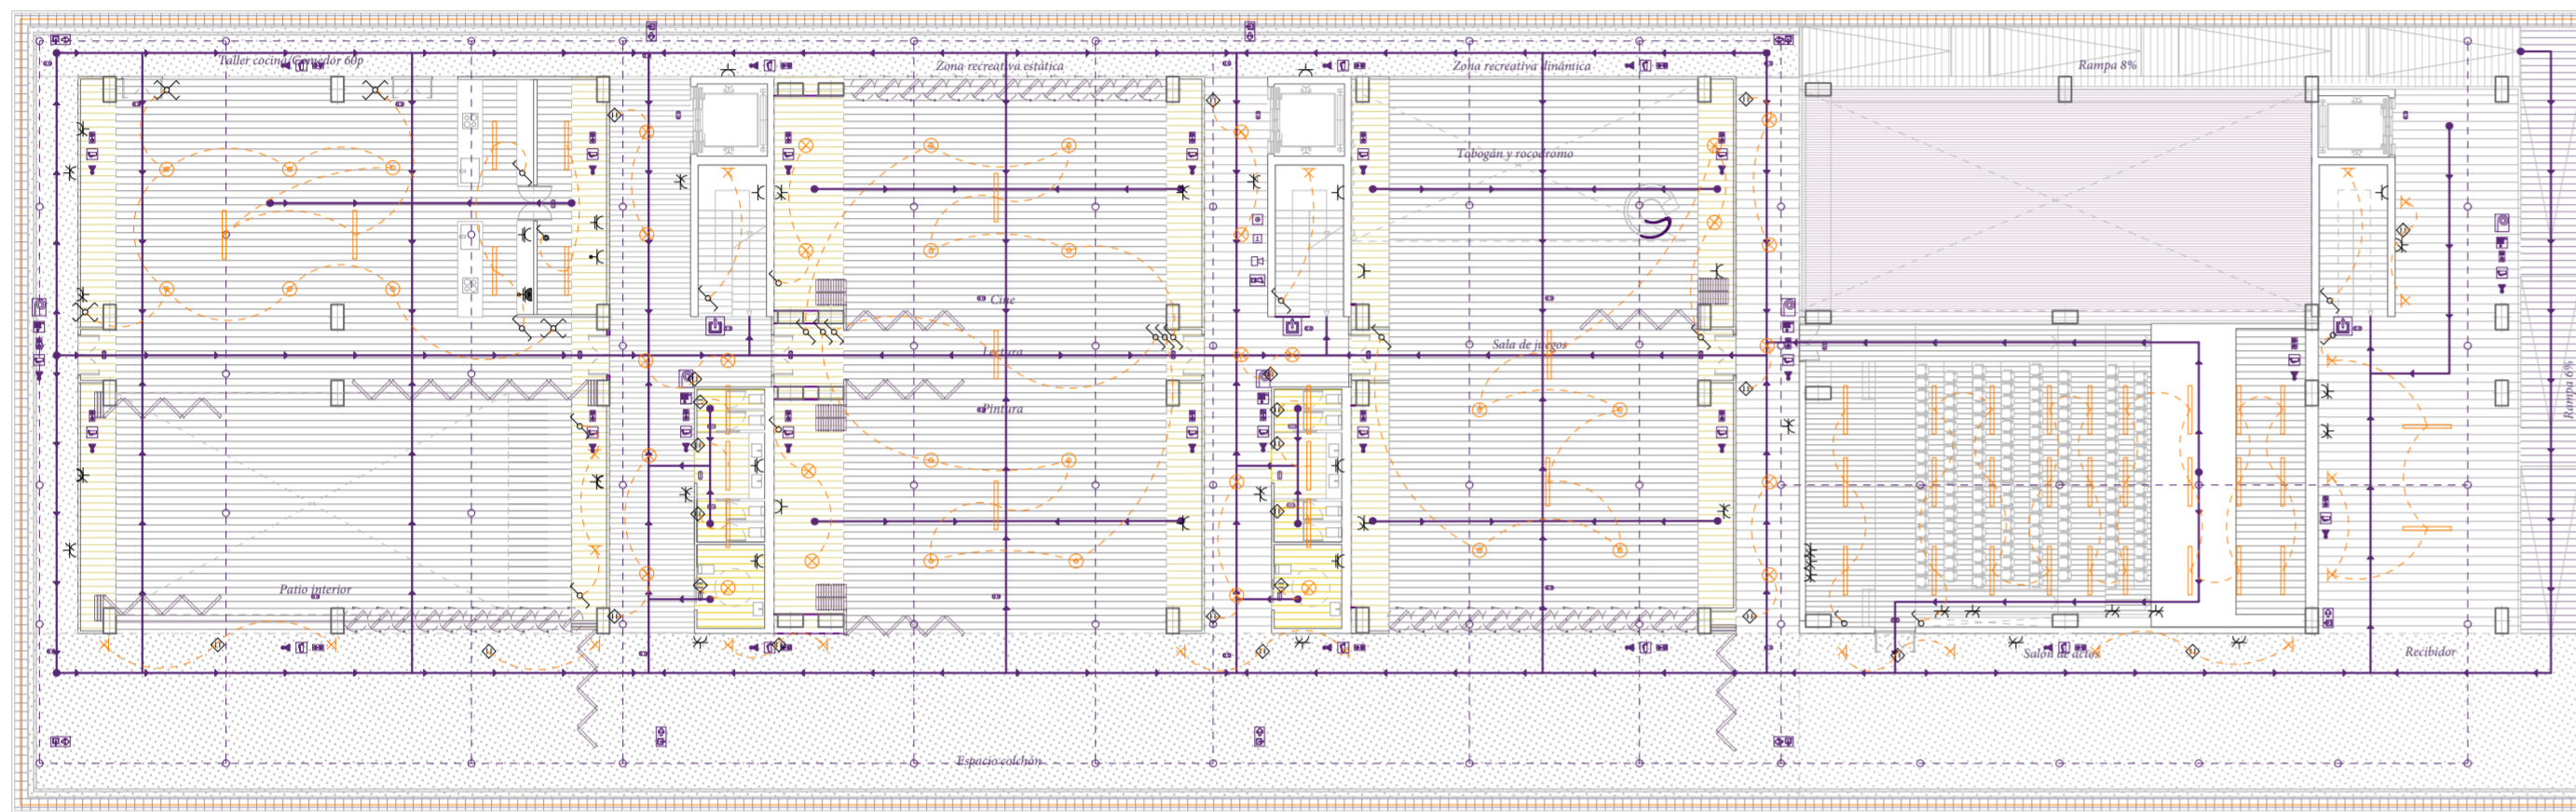 Taller cocina/Comedor 60p
Zona recreativa estática
Zona recreativa dinámica
Rampa 8%
Tobogán y rocódromo
Cine
Sala de juegos
Lectura
Rampa 6%
Pintura
Patio interior
Salón de actos
Recibidor
Espacio colchón